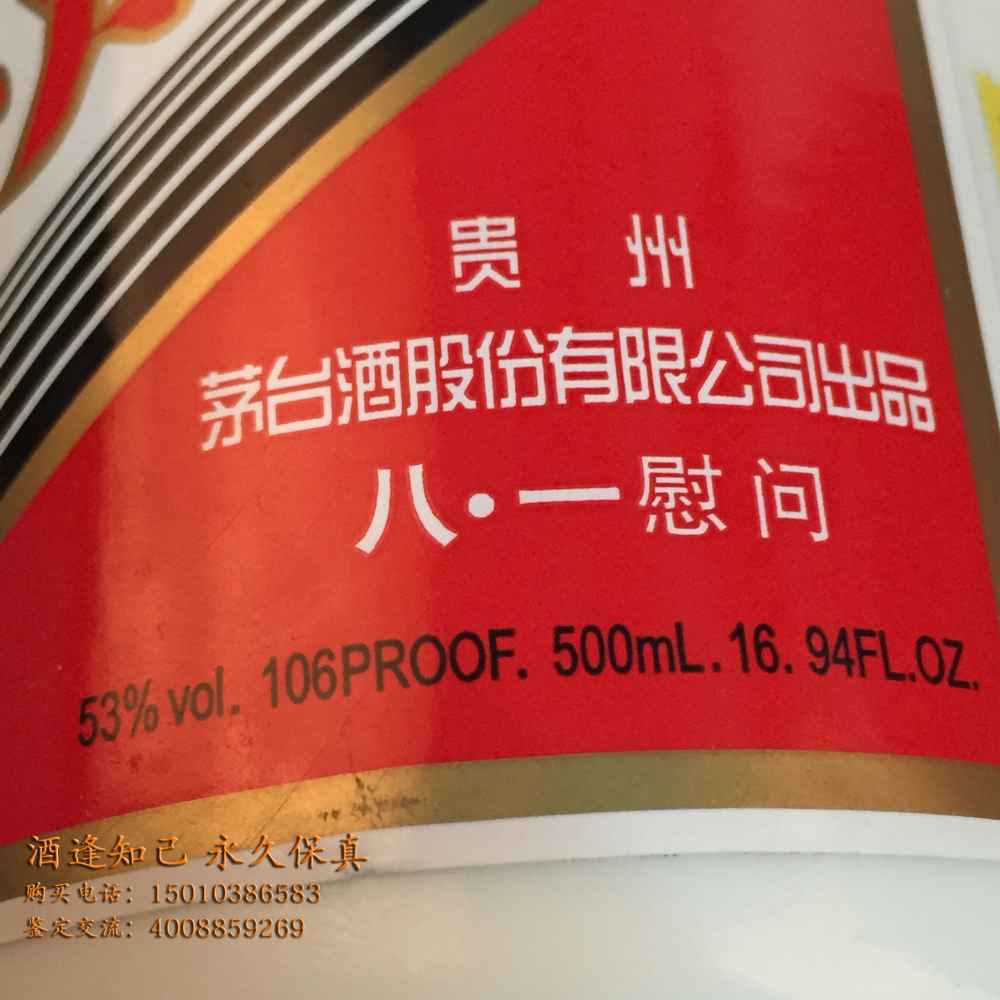 贵州
茅台酒股份有限公司出品
八·一慰问
53% vol. 106PROOF. 500mL. 16. 94FL.OZ.
酒逢知己 永久保真
购买电话：15010386583
鉴定交流：4008859269